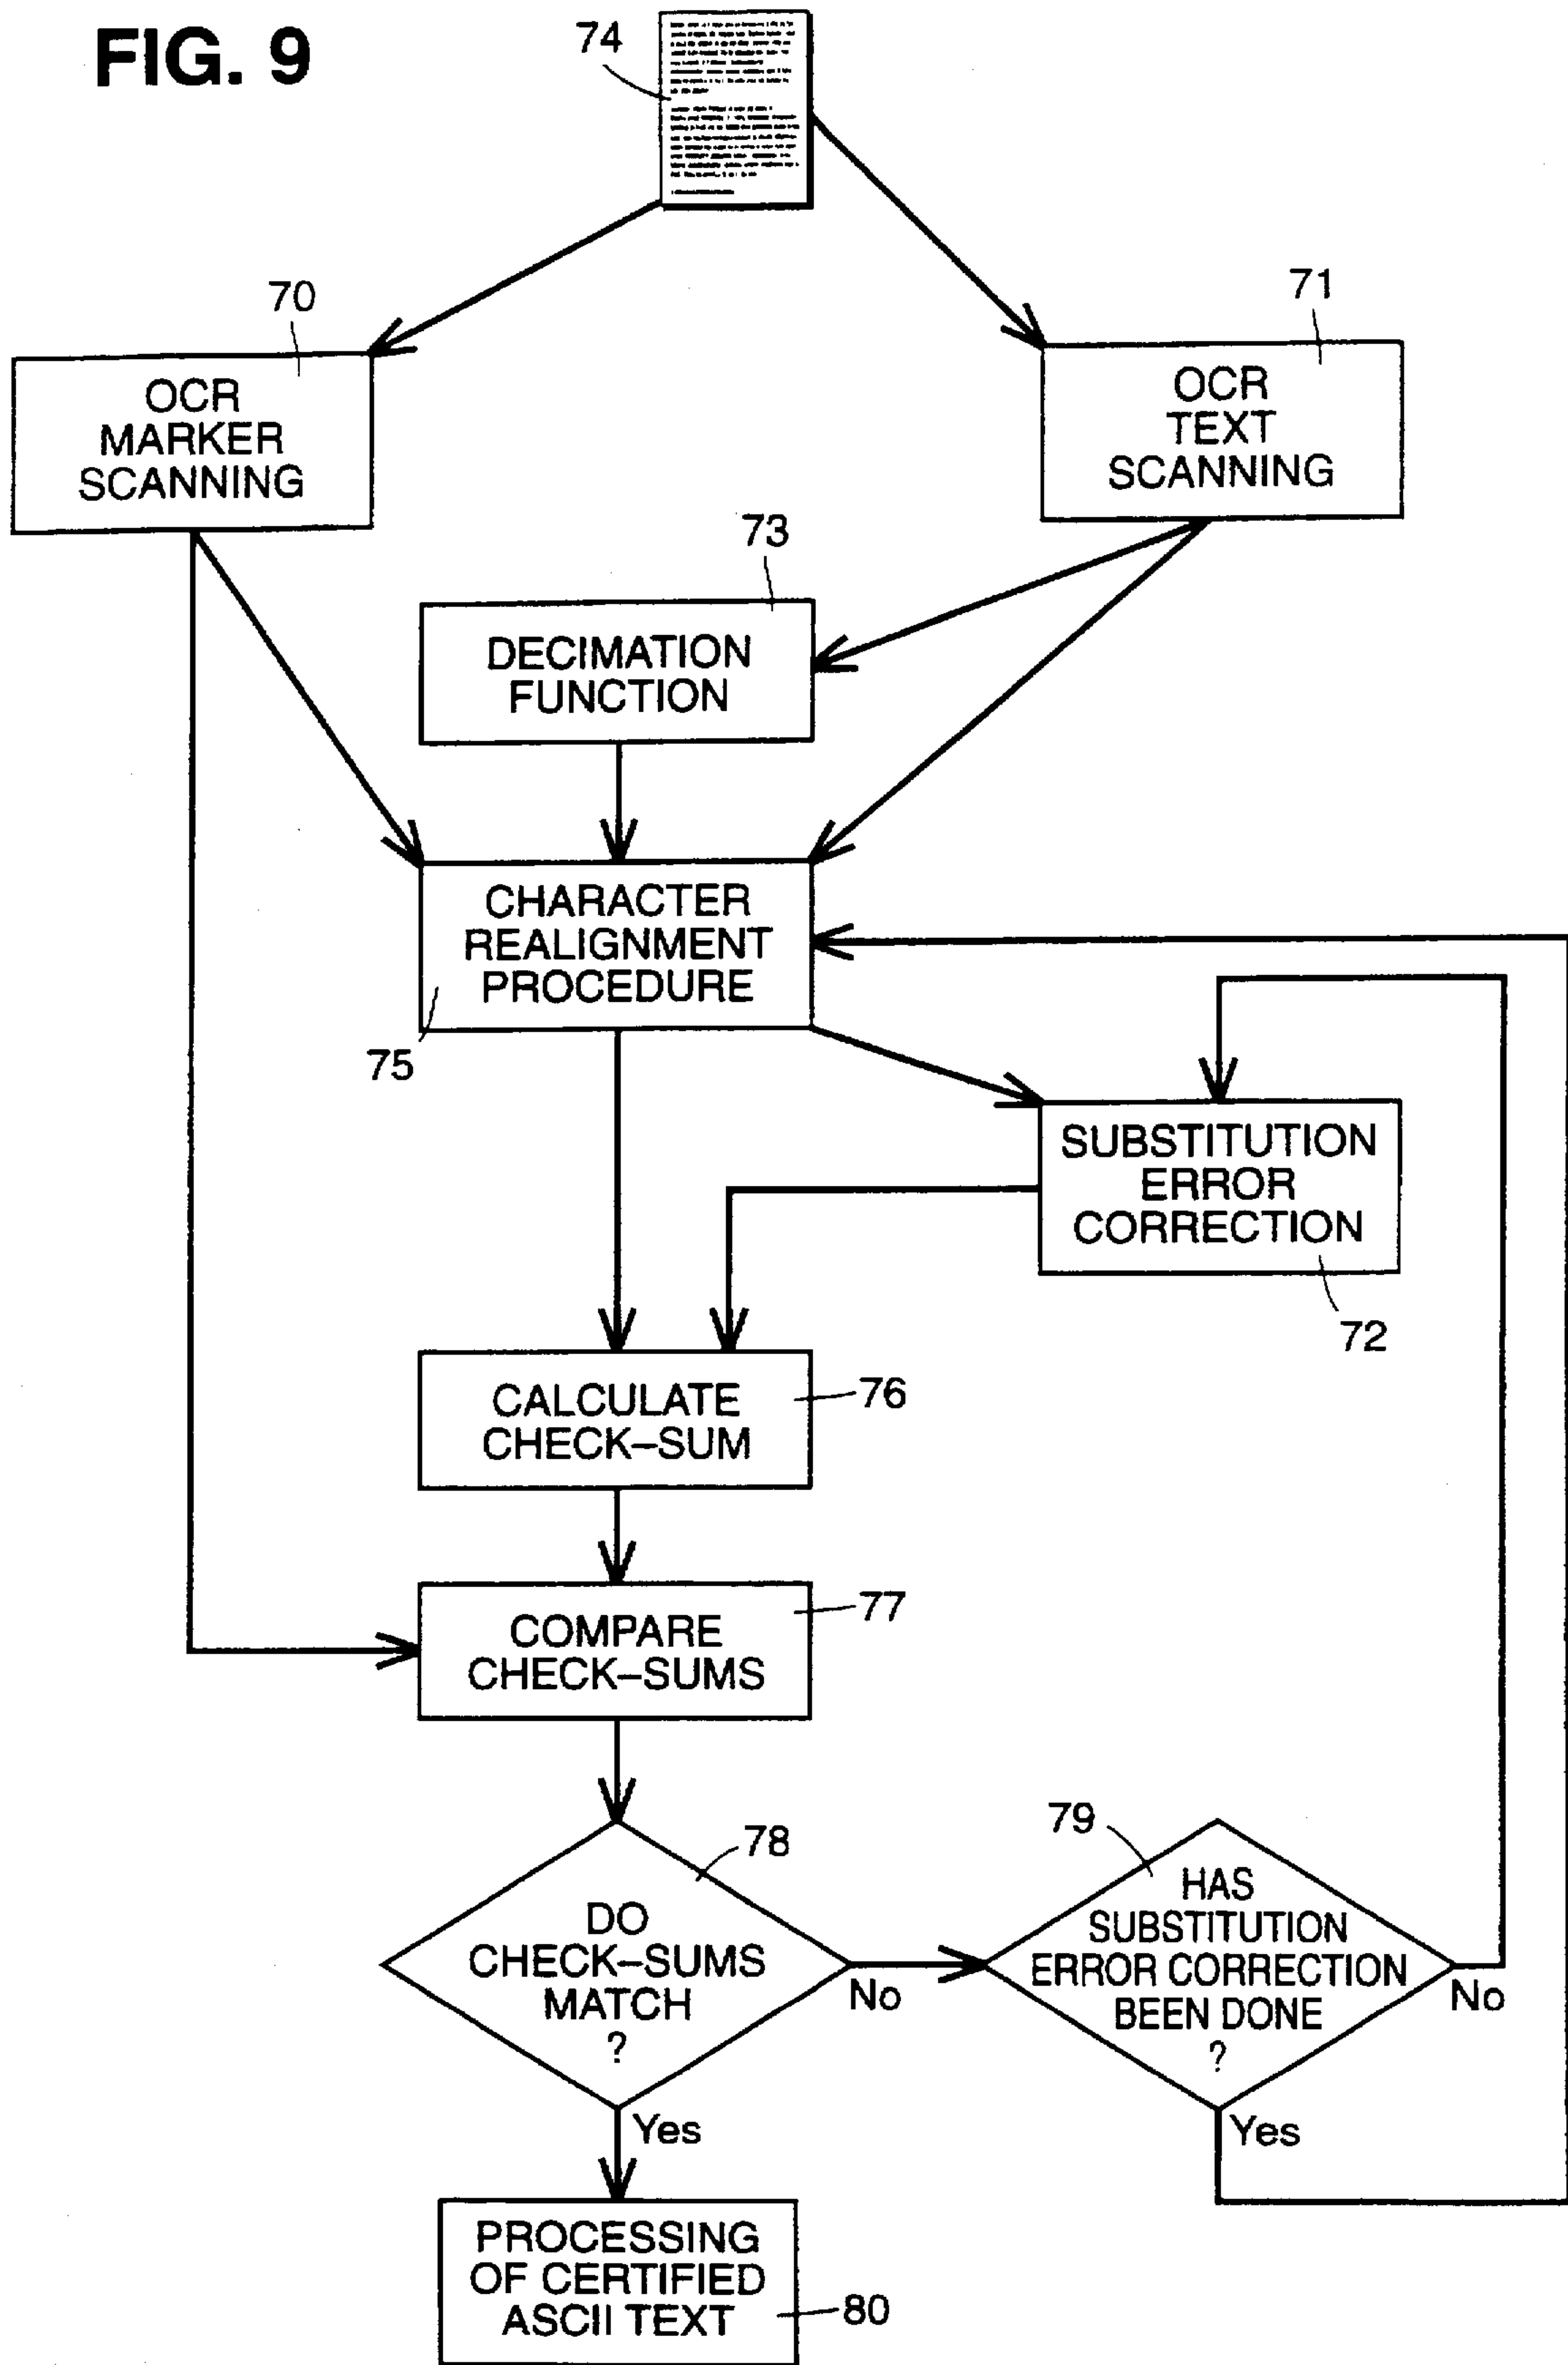 FIG. 9
74
70
OCR
MARKER
SCANNING
71
OCR
TEXT
SCANNING
73
DECIMATION
FUNCTION
CHARACTER
REALIGNMENT
PROCEDURE
75
SUBSTITUTION
ERROR
CORRECTION
72
CALCULATE
CHECK–SUM
76
COMPARE
CHECK–SUMS
77
78
DO
CHECK–SUMS
MATCH
?
No
79
HAS
SUBSTITUTION
ERROR CORRECTION
BEEN DONE
?
No
Yes
Yes
PROCESSING
OF CERTIFIED
ASCII TEXT
80